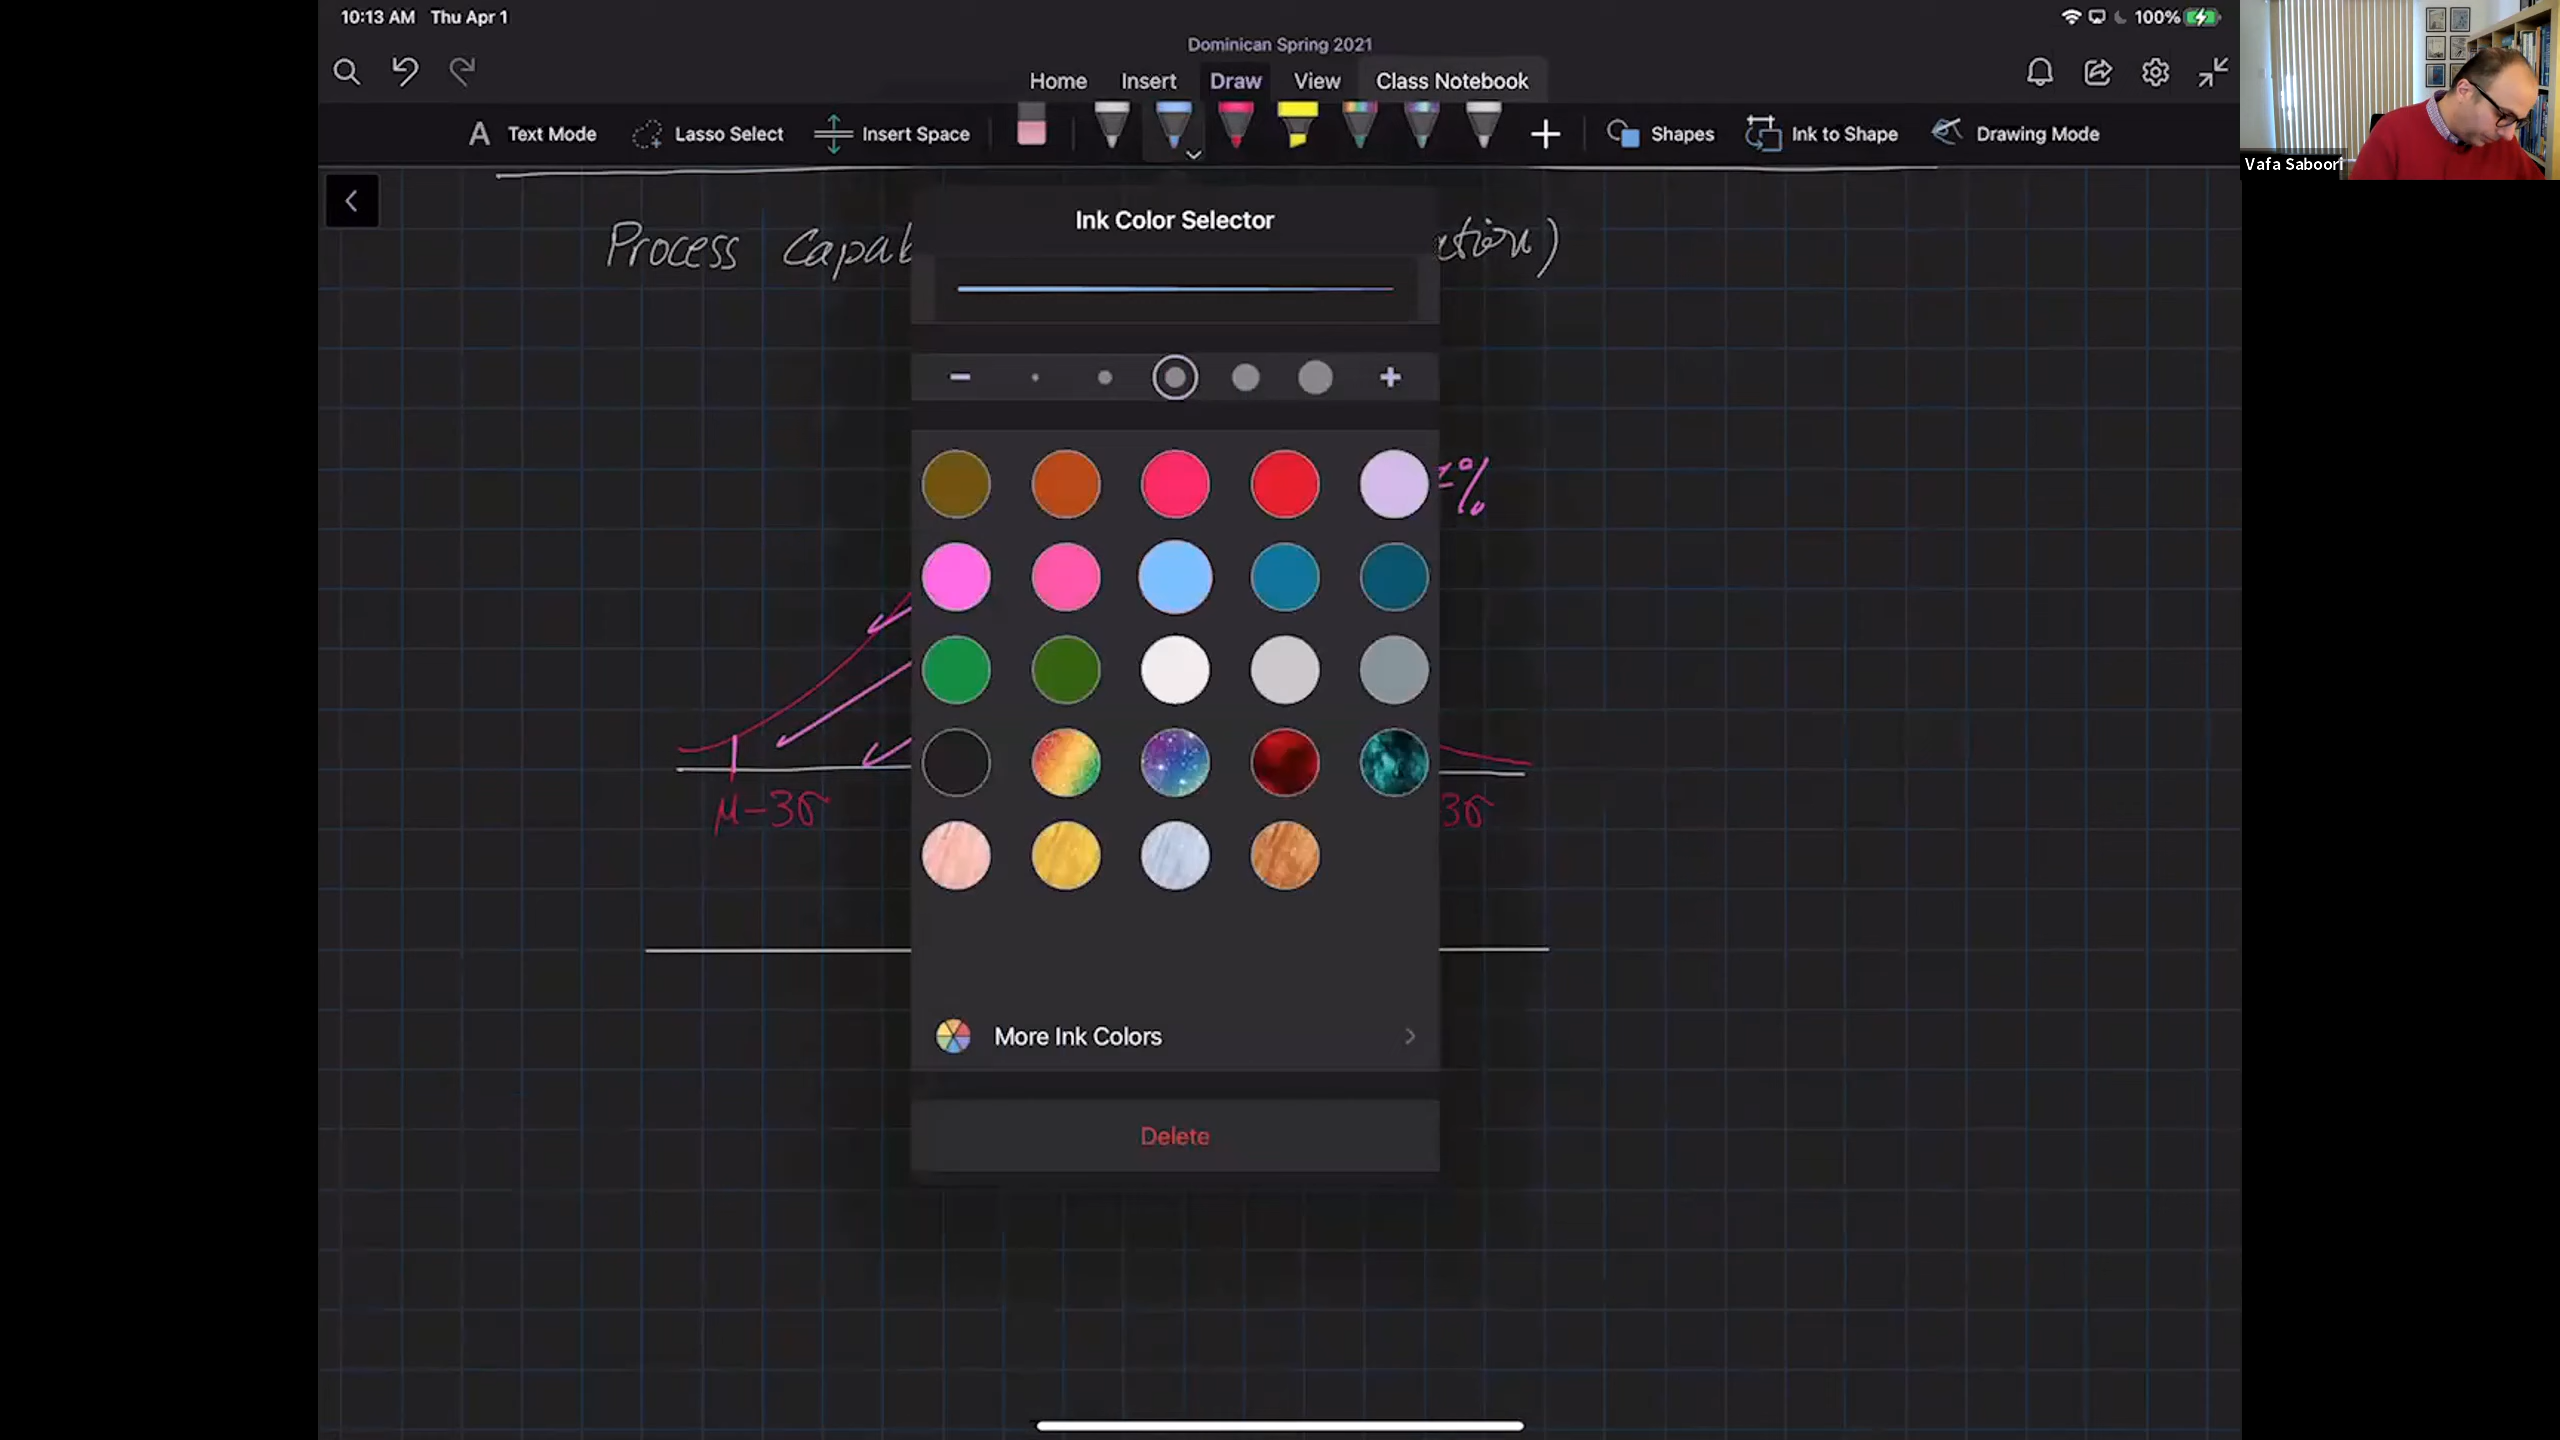 10:13 AM Thu Apr 1
100%
Dominican Spring 2021
Home Insert Draw View Class Notebook
Text Mode Lasso Select Insert Space Shapes Ink to Shape Drawing Mode
Vafa Saboori
Ink Color Selector
Process
%
μ-3σ
3σ
More Ink Colors
Delete